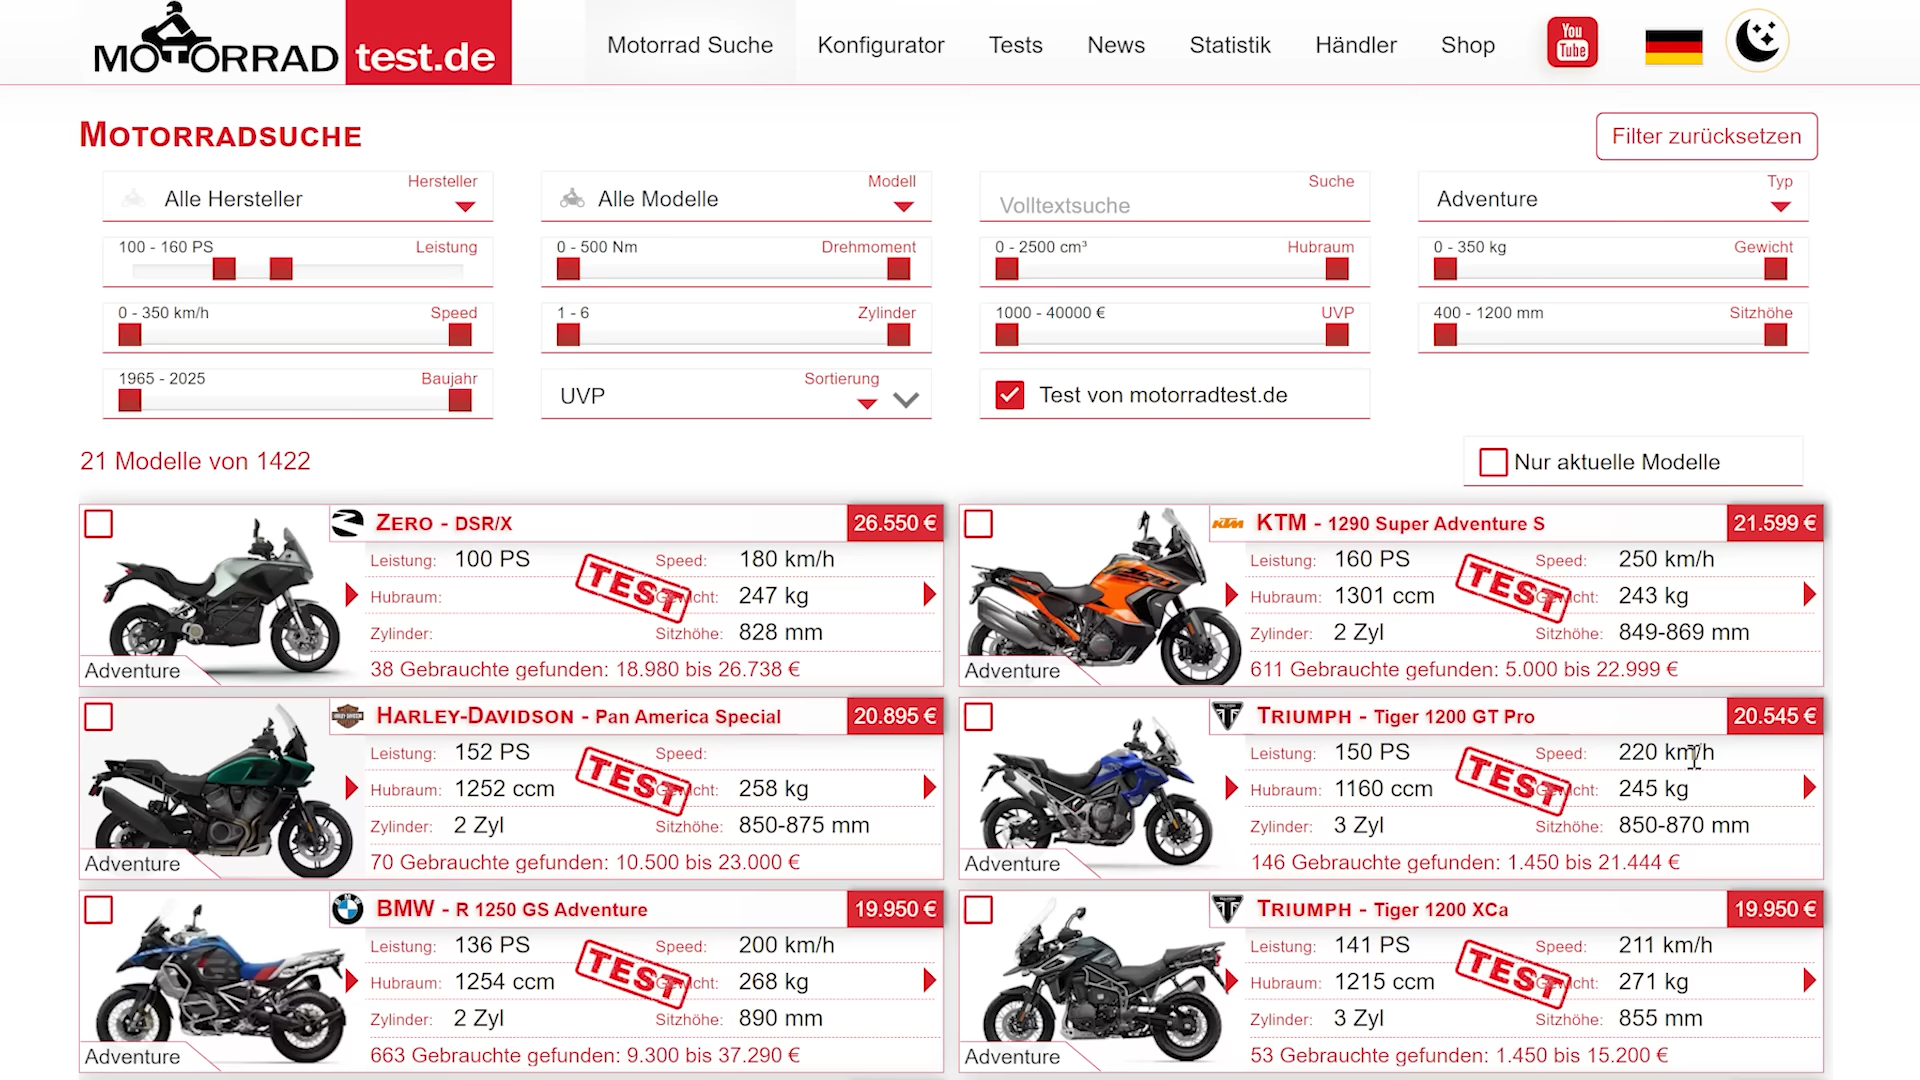 MOTORRAD test.de
Motorrad Suche
Konfigurator
Tests
News
Statistik
Händler
Shop
You
Tube
MOTORRADSUCHE
Filter zurücksetzen
Alle Hersteller
Hersteller
Alle Modelle
Modell
Volltextsuche
Suche
Adventure
Typ
100 - 160 PS
Leistung
0 - 500 Nm
Drehmoment
0 - 2500 cm³
Hubraum
0 - 350 kg
Gewicht
0 - 350 km/h
Speed
1 - 6
Zylinder
1000 - 40000 €
UVP
400 - 1200 mm
Sitzhöhe
1965 - 2025
Baujahr
UVP
Sortierung
Test von motorradtest.de
21 Modelle von 1422
Nur aktuelle Modelle
ZERO - DSR/X
26.550 €
Leistung: 100 PS
Speed: 180 km/h
Hubraum:
247 kg
Zylinder:
Sitzhöhe: 828 mm
TEST
38 Gebrauchte gefunden: 18.980 bis 26.738 €
Adventure
KTM
KTM - 1290 Super Adventure S
21.599 €
Leistung: 160 PS
Speed: 250 km/h
Hubraum: 1301 ccm
243 kg
Zylinder: 2 Zyl
Sitzhöhe: 849-869 mm
TEST
611 Gebrauchte gefunden: 5.000 bis 22.999 €
Adventure
HARLEY-DAVIDSON - Pan America Special
20.895 €
Leistung: 152 PS
Speed:
Hubraum: 1252 ccm
258 kg
Zylinder: 2 Zyl
Sitzhöhe: 850-875 mm
TEST
70 Gebrauchte gefunden: 10.500 bis 23.000 €
Adventure
TRIUMPH - Tiger 1200 GT Pro
20.545 €
Leistung: 150 PS
Speed: 220 km/h
Hubraum: 1160 ccm
245 kg
Zylinder: 3 Zyl
Sitzhöhe: 850-870 mm
TEST
146 Gebrauchte gefunden: 1.450 bis 21.444 €
Adventure
BMW - R 1250 GS Adventure
19.950 €
Leistung: 136 PS
Speed: 200 km/h
Hubraum: 1254 ccm
268 kg
Zylinder: 2 Zyl
Sitzhöhe: 890 mm
TEST
663 Gebrauchte gefunden: 9.300 bis 37.290 €
Adventure
TRIUMPH - Tiger 1200 XCa
19.950 €
Leistung: 141 PS
Speed: 211 km/h
Hubraum: 1215 ccm
271 kg
Zylinder: 3 Zyl
Sitzhöhe: 855 mm
TEST
53 Gebrauchte gefunden: 1.450 bis 15.200 €
Adventure